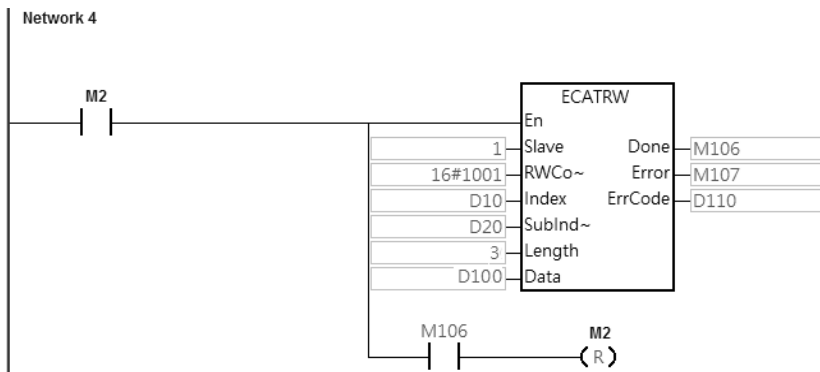 Network 4
M2
ECATRW
En
1 Slave Done M106
16#1001 RWCo~ Error M107
D10 Index ErrCode D110
D20 SubInd~
3 Length
D100 Data
M106 M2
R